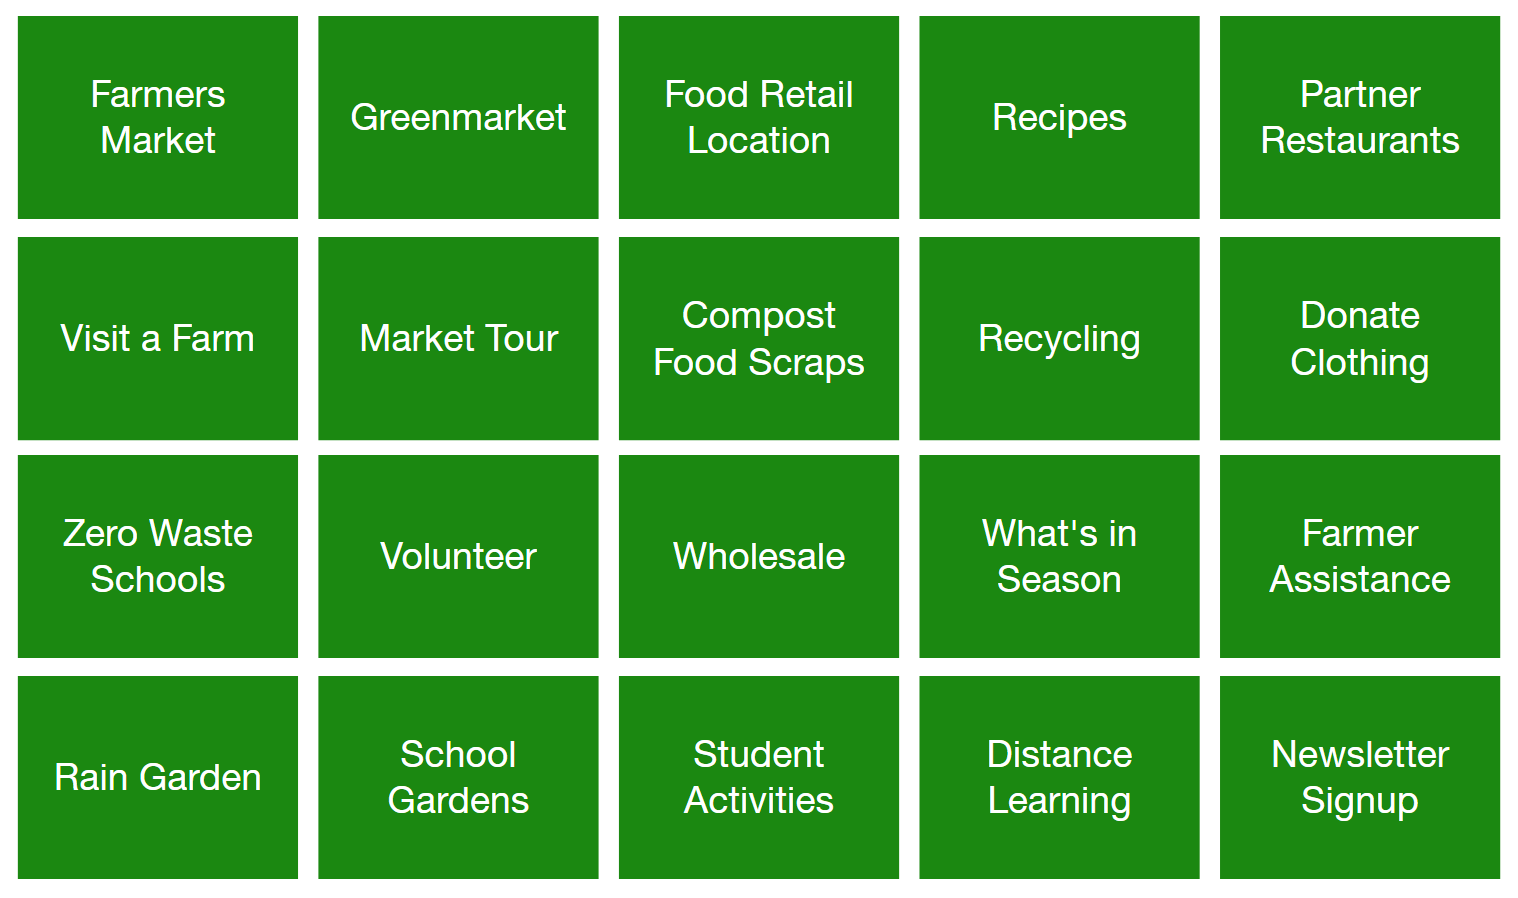 Farmers
Market
Greenmarket
Food Retail
Location
Recipes
Partner
Restaurants
Visit a Farm
Market Tour
Compost
Food Scraps
Recycling
Donate
Clothing
Zero Waste
Schools
Volunteer
Wholesale
What's in
Season
Farmer
Assistance
Rain Garden
School
Gardens
Student
Activities
Distance
Learning
Newsletter
Signup